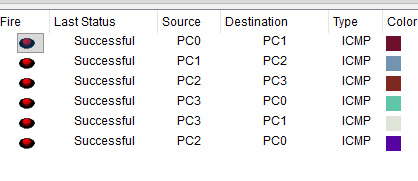 Fire Last Status Source Destination Type Color
Successful PC0 PC1 ICMP
Successful PC1 PC2 ICMP
Successful PC2 PC3 ICMP
Successful PC3 PC0 ICMP
Successful PC3 PC1 ICMP
Successful PC2 PC0 ICMP